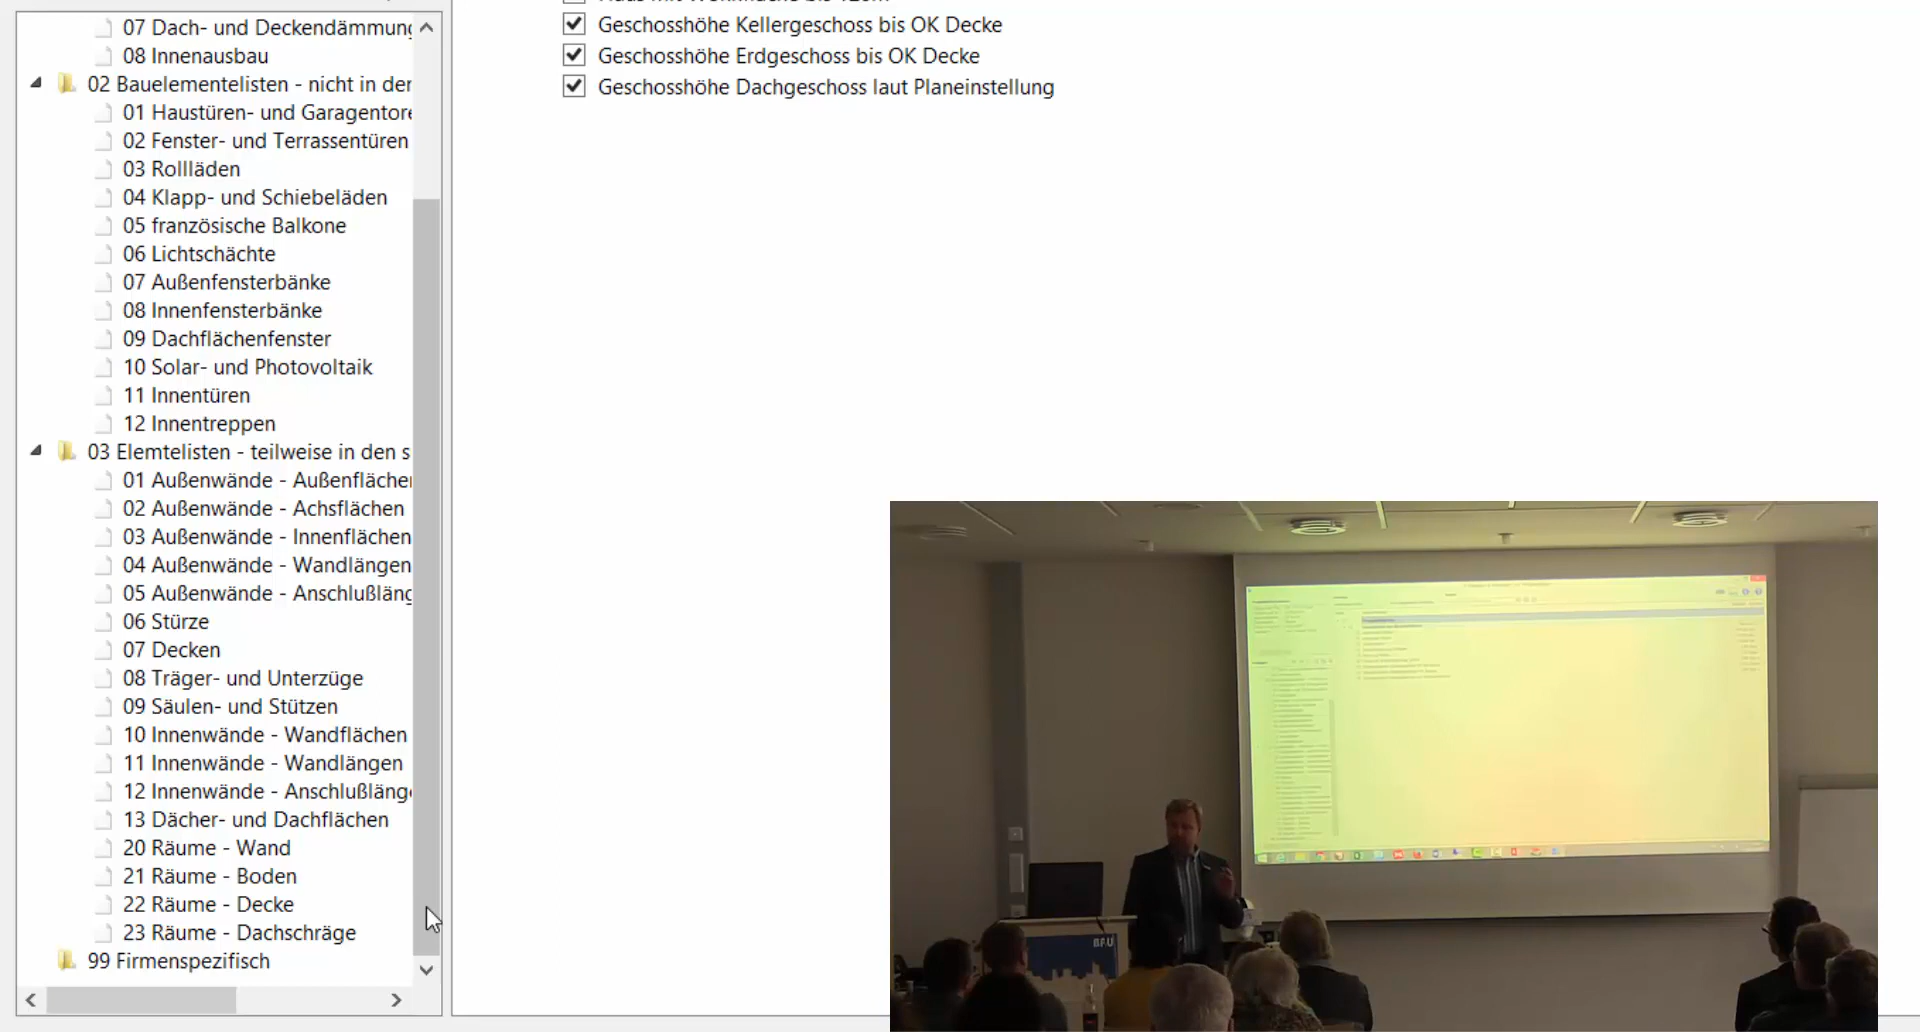 07 Dach- und Deckendämmung
08 Innenausbau
02 Bauelementelisten - nicht in der
01 Haustüren- und Garagentore
02 Fenster- und Terrassentüren
03 Rollläden
04 Klapp- und Schiebeläden
05 französische Balkone
06 Lichtschächte
07 Außenfensterbänke
08 Innenfensterbänke
09 Dachflächenfenster
10 Solar- und Photovoltaik
11 Innentüren
12 Innentreppen
03 Elemtelisten - teilweise in den s
01 Außenwände - Außenflächen
02 Außenwände - Achsflächen
03 Außenwände - Innenflächen
04 Außenwände - Wandlängen
05 Außenwände - Anschlußläng
06 Stürze
07 Decken
08 Träger- und Unterzüge
09 Säulen- und Stützen
10 Innenwände - Wandflächen
11 Innenwände - Wandlängen
12 Innenwände - Anschlußlänge
13 Dächer- und Dachflächen
20 Räume - Wand
21 Räume - Boden
22 Räume - Decke
23 Räume - Dachschräge
99 Firmenspezifisch
Geschosshöhe Kellergeschoss bis OK Decke
Geschosshöhe Erdgeschoss bis OK Decke
Geschosshöhe Dachgeschoss laut Planeinstellung
BAU